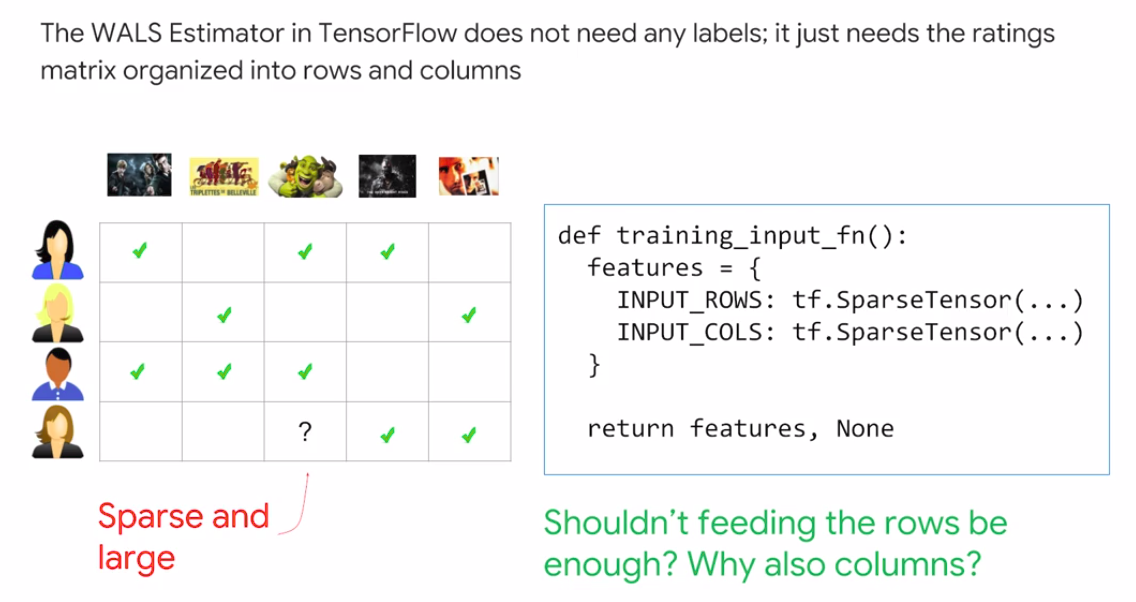 The WALS Estimator in TensorFlow does not need any labels; it just needs the ratings
matrix organized into rows and columns
TRIPLETTES DE BELLEVILLE
?
Sparse and
large
def training_input_fn():
features = {
INPUT_ROWS: tf.SparseTensor(...)
INPUT_COLS: tf.SparseTensor(...)
}
return features, None
Shouldn’t feeding the rows be
enough? Why also columns?